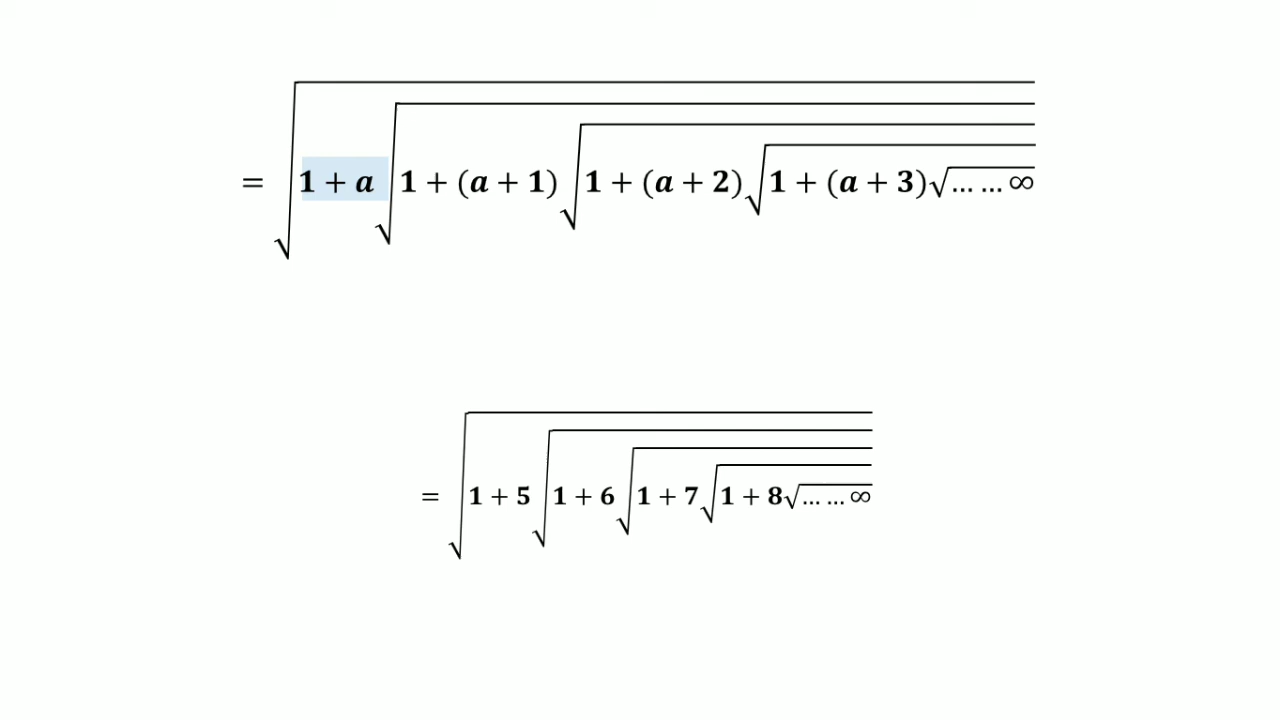 = √(1 + a √(1 + (a + 1) √(1 + (a + 2) √(1 + (a + 3)√(... ... ∞)))))
= √(1 + 5 √(1 + 6 √(1 + 7 √(1 + 8√(... ... ∞)))))